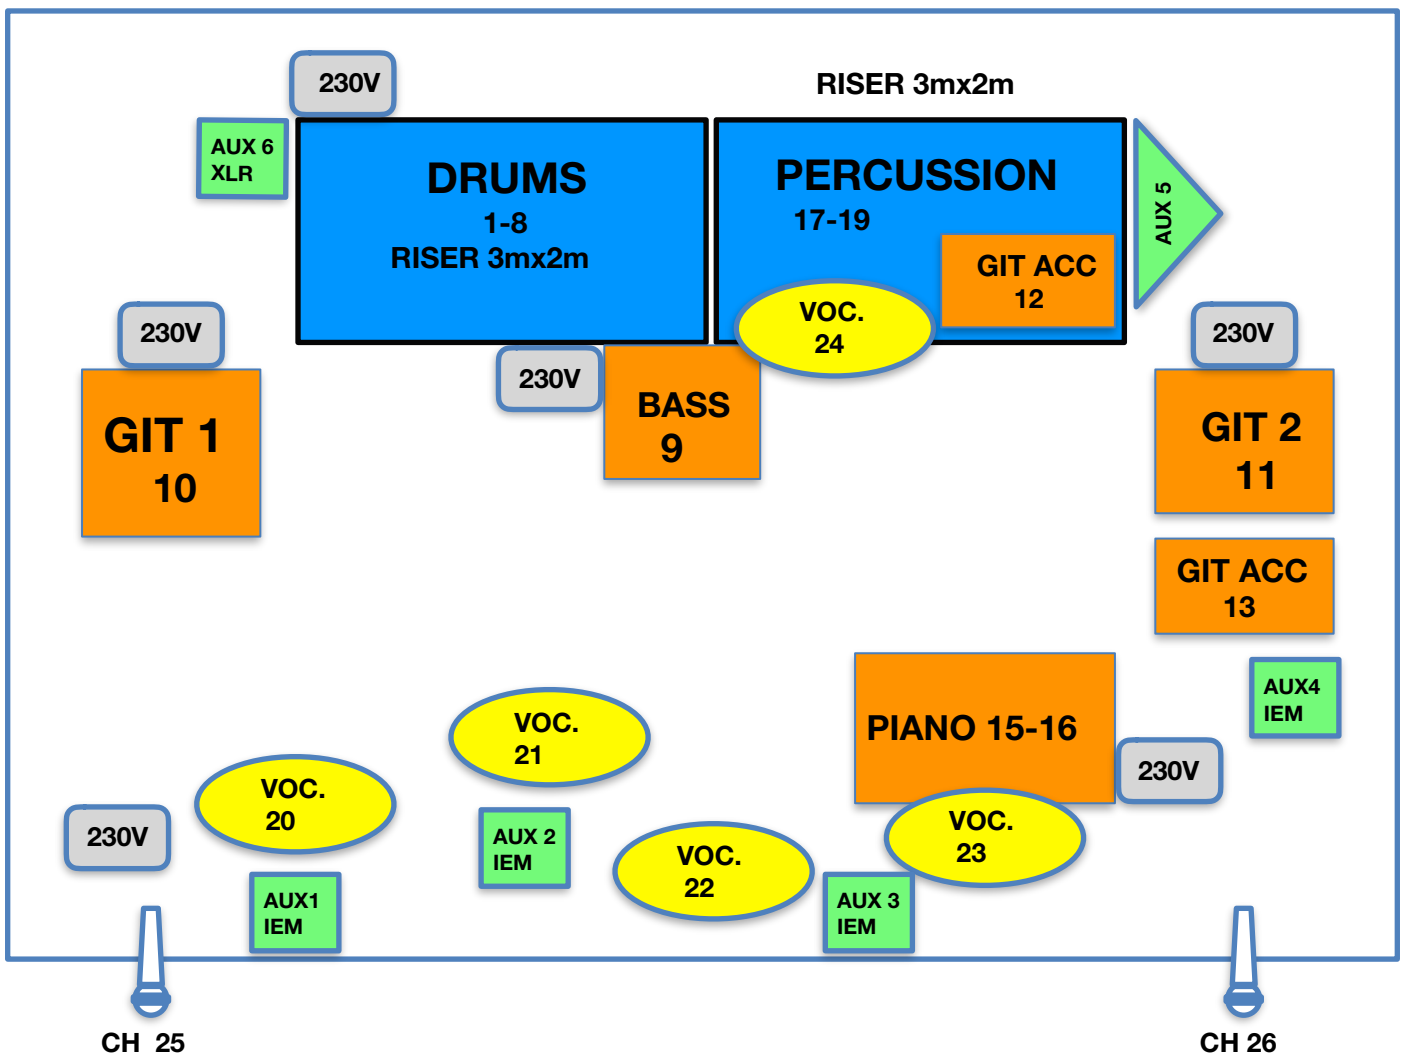 230V
RISER 3mx2m
AUX 6
XLR
DRUMS
1-8
RISER 3mx2m
PERCUSSION
17-19
AUX 5
GIT ACC
12
VOC.
24
230V
230V
230V
BASS
9
GIT 1
10
GIT 2
11
GIT ACC
13
AUX4
IEM
PIANO 15-16
230V
VOC.
21
VOC.
20
230V
AUX 2
IEM
VOC.
22
VOC.
23
AUX1
IEM
AUX 3
IEM
CH 25
CH 26